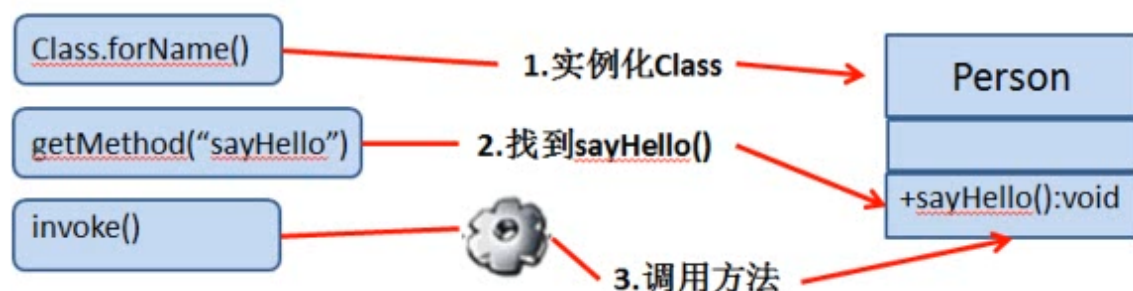 Class.forName()
1.实例化Class
Person
getMethod(“sayHello”)
2.找到sayHello()
+sayHello():void
invoke()
3.调用方法